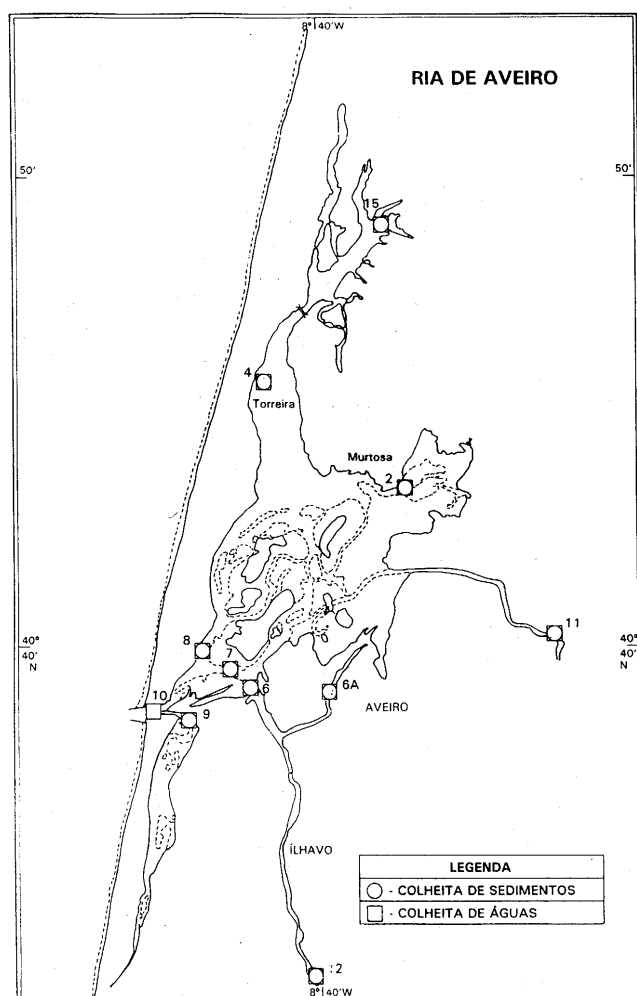 8° 40'W
RIA DE AVEIRO
50'
50'
15
4
Torreira
Murtosa
2
11
40°
40'
N
40°
40'
N
8
7
6
6A
AVEIRO
10
9
ÍLHAVO
LEGENDA
○ - COLHEITA DE SEDIMENTOS
□ - COLHEITA DE ÁGUAS
2
8° 40'W